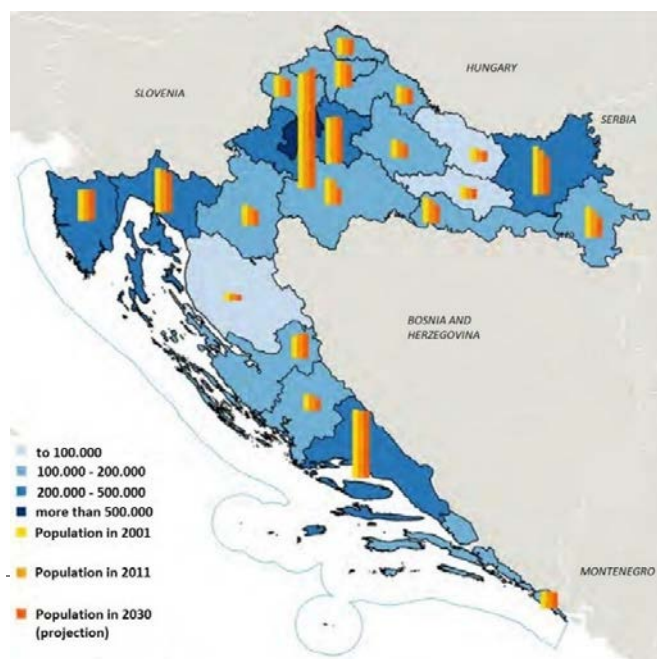 HUNGARY
SLOVENIA
SERBIA
BOSNIA AND
HERZEGOVINA
to 100.000
100.000 - 200.000
200.000 - 500.000
more than 500.000
Population in 2001
Population in 2011
MONTENEGRO
Population in 2030
(projection)